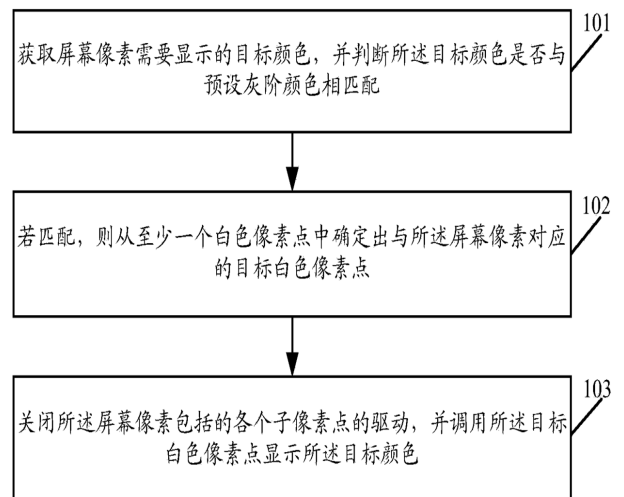 101
获取屏幕像素需要显示的目标颜色，并判断所述目标颜色是否与
预设灰阶颜色相匹配
102
若匹配，则从至少一个白色像素点中确定出与所述屏幕像素对应
的目标白色像素点
103
关闭所述屏幕像素包括的各个子像素点的驱动，并调用所述目标
白色像素点显示所述目标颜色